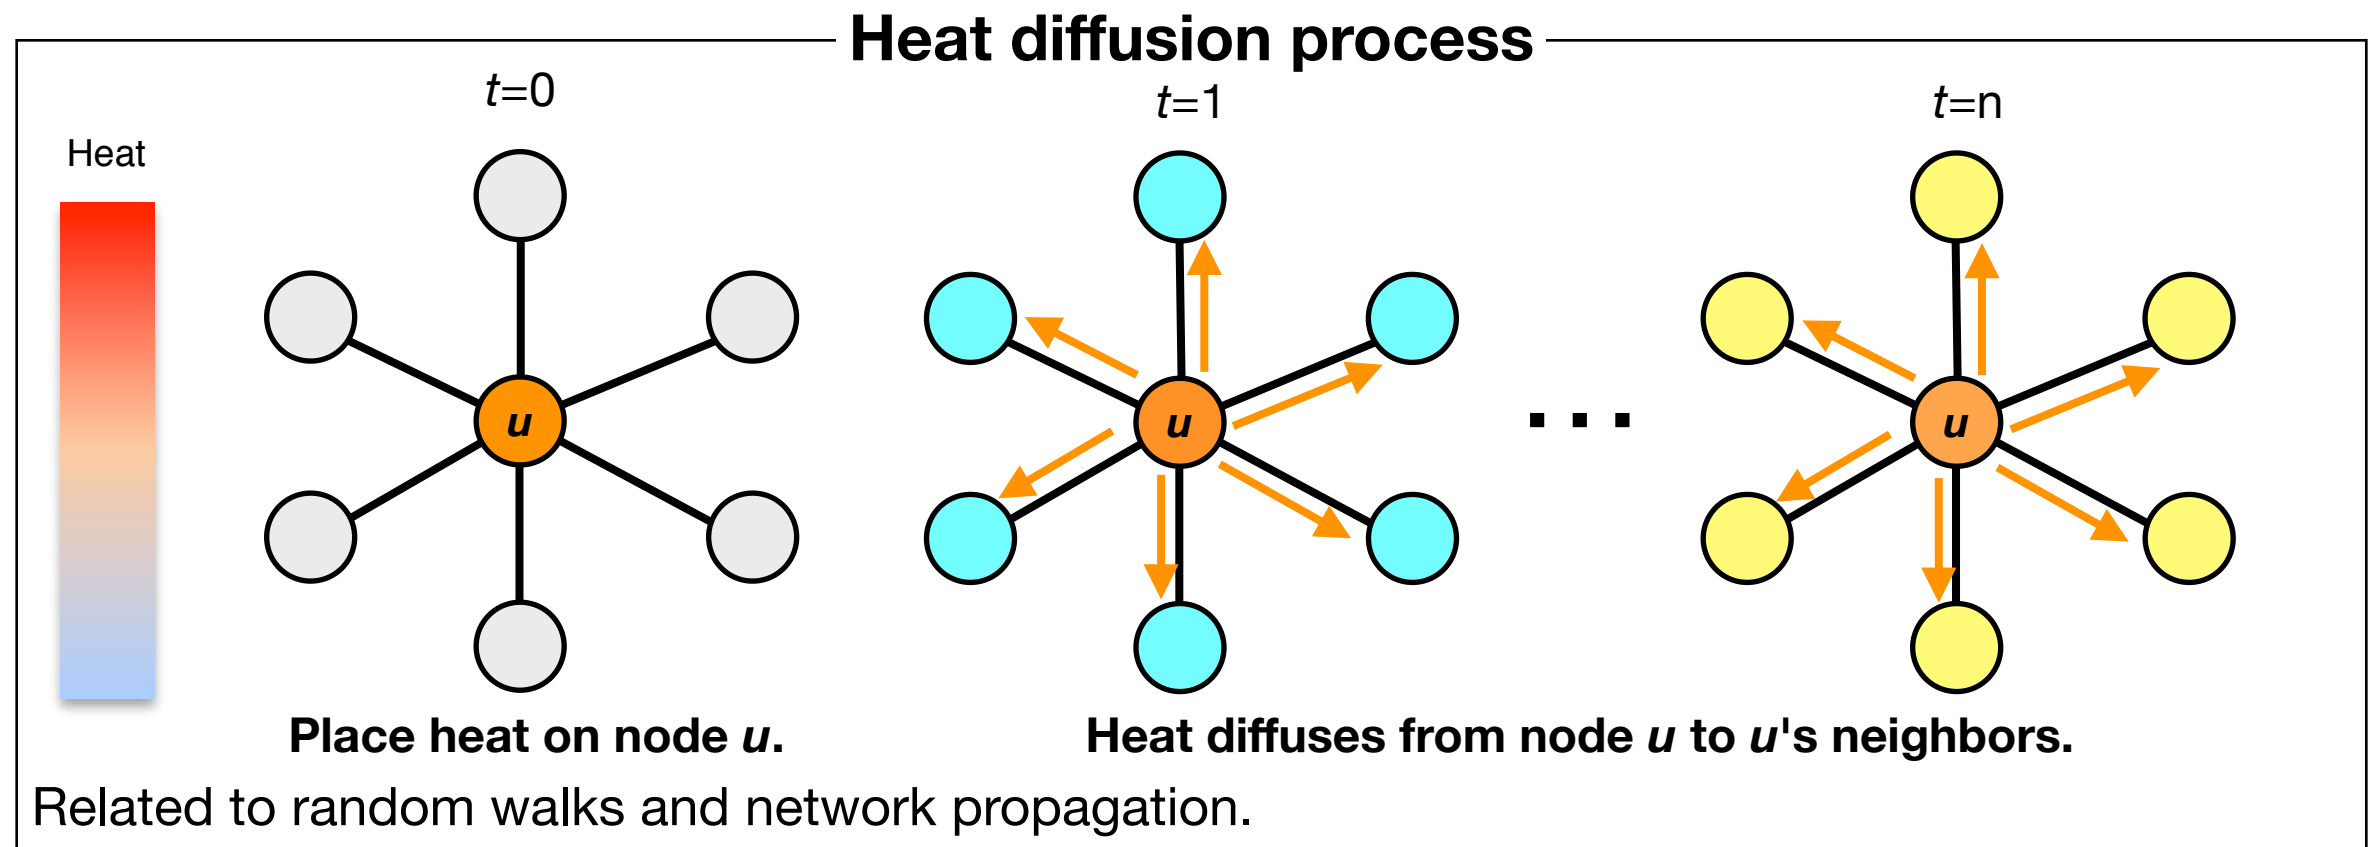 Heat diffusion process
t=0
t=1
t=n
Heat
u
u
...
u
Place heat on node u.
Heat diffuses from node u to u's neighbors.
Related to random walks and network propagation.